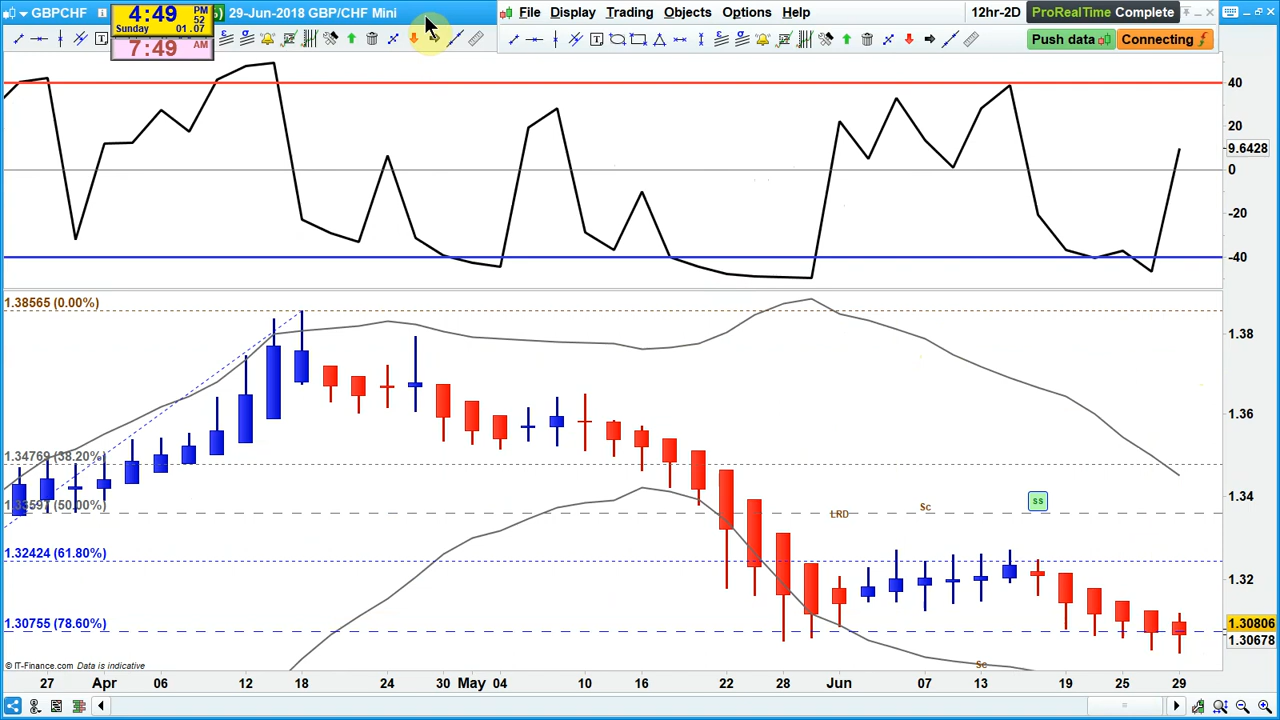 GBPCHF
4:49 PM 52
Sunday 01.07
7:49 AM
29-Jun-2018 GBP/CHF Mini
File Display Trading Objects Options Help
12hr-2D
ProRealTime Complete
Push data
Connecting
40
20
9.6428
0
-20
-40
1.38565 (0.00%)
1.38
1.36
1.34769 (38.20%)
1.34
1.33597 (50.00%)
LRD
Sc
ss
1.32424 (61.80%)
1.32
1.30755 (78.60%)
1.30806
1.30678
© IT-Finance.com Data is indicative
Sc
27 Apr 06 12 18 24 30 May 04 10 16 22 28 Jun 07 13 19 25 29